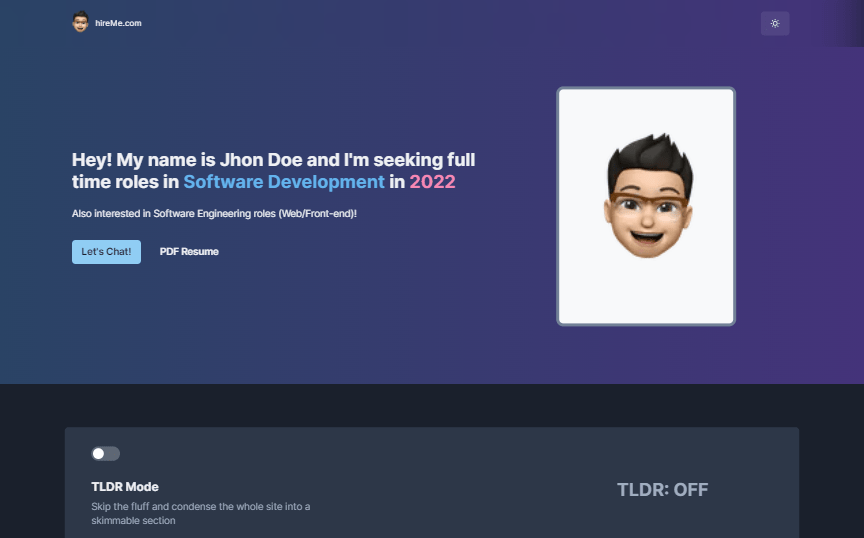 hireMe.com
Hey! My name is Jhon Doe and I'm seeking full
time roles in Software Development in 2022
Also interested in Software Engineering roles (Web/Front-end)!
Let's Chat!
PDF Resume
TLDR Mode
Skip the fluff and condense the whole site into a
skimmable section
TLDR: OFF